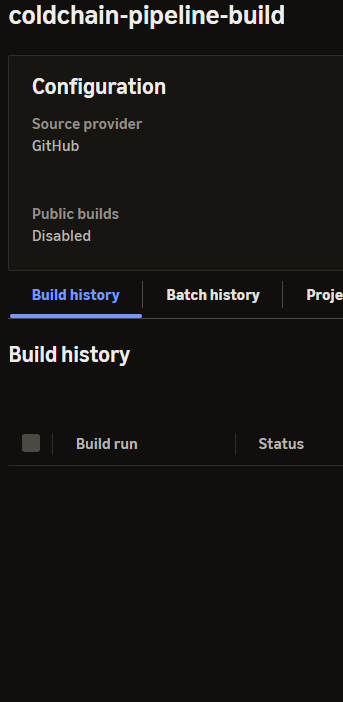 coldchain-pipeline-build
Configuration
Source provider
GitHub
Public builds
Disabled
Build history
Batch history
Proje
Build history
Build run
Status